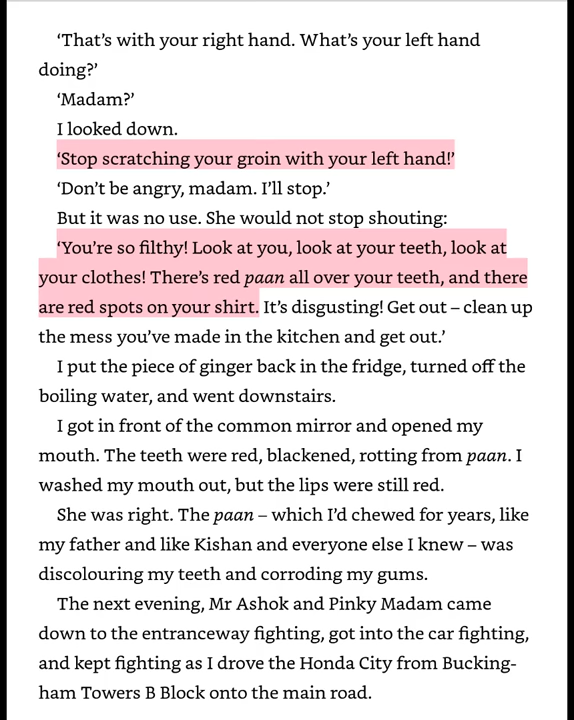 ‘That’s with your right hand. What’s your left hand
doing?’
‘Madam?’
I looked down.
‘Stop scratching your groin with your left hand!’
‘Don’t be angry, madam. I’ll stop.’
But it was no use. She would not stop shouting:
‘You’re so filthy! Look at you, look at your teeth, look at
your clothes! There’s red paan all over your teeth, and there
are red spots on your shirt. It’s disgusting! Get out – clean up
the mess you’ve made in the kitchen and get out.’
I put the piece of ginger back in the fridge, turned off the
boiling water, and went downstairs.
I got in front of the common mirror and opened my
mouth. The teeth were red, blackened, rotting from paan. I
washed my mouth out, but the lips were still red.
She was right. The paan – which I’d chewed for years, like
my father and like Kishan and everyone else I knew – was
discolouring my teeth and corroding my gums.
The next evening, Mr Ashok and Pinky Madam came
down to the entranceway fighting, got into the car fighting,
and kept fighting as I drove the Honda City from Bucking-
ham Towers B Block onto the main road.